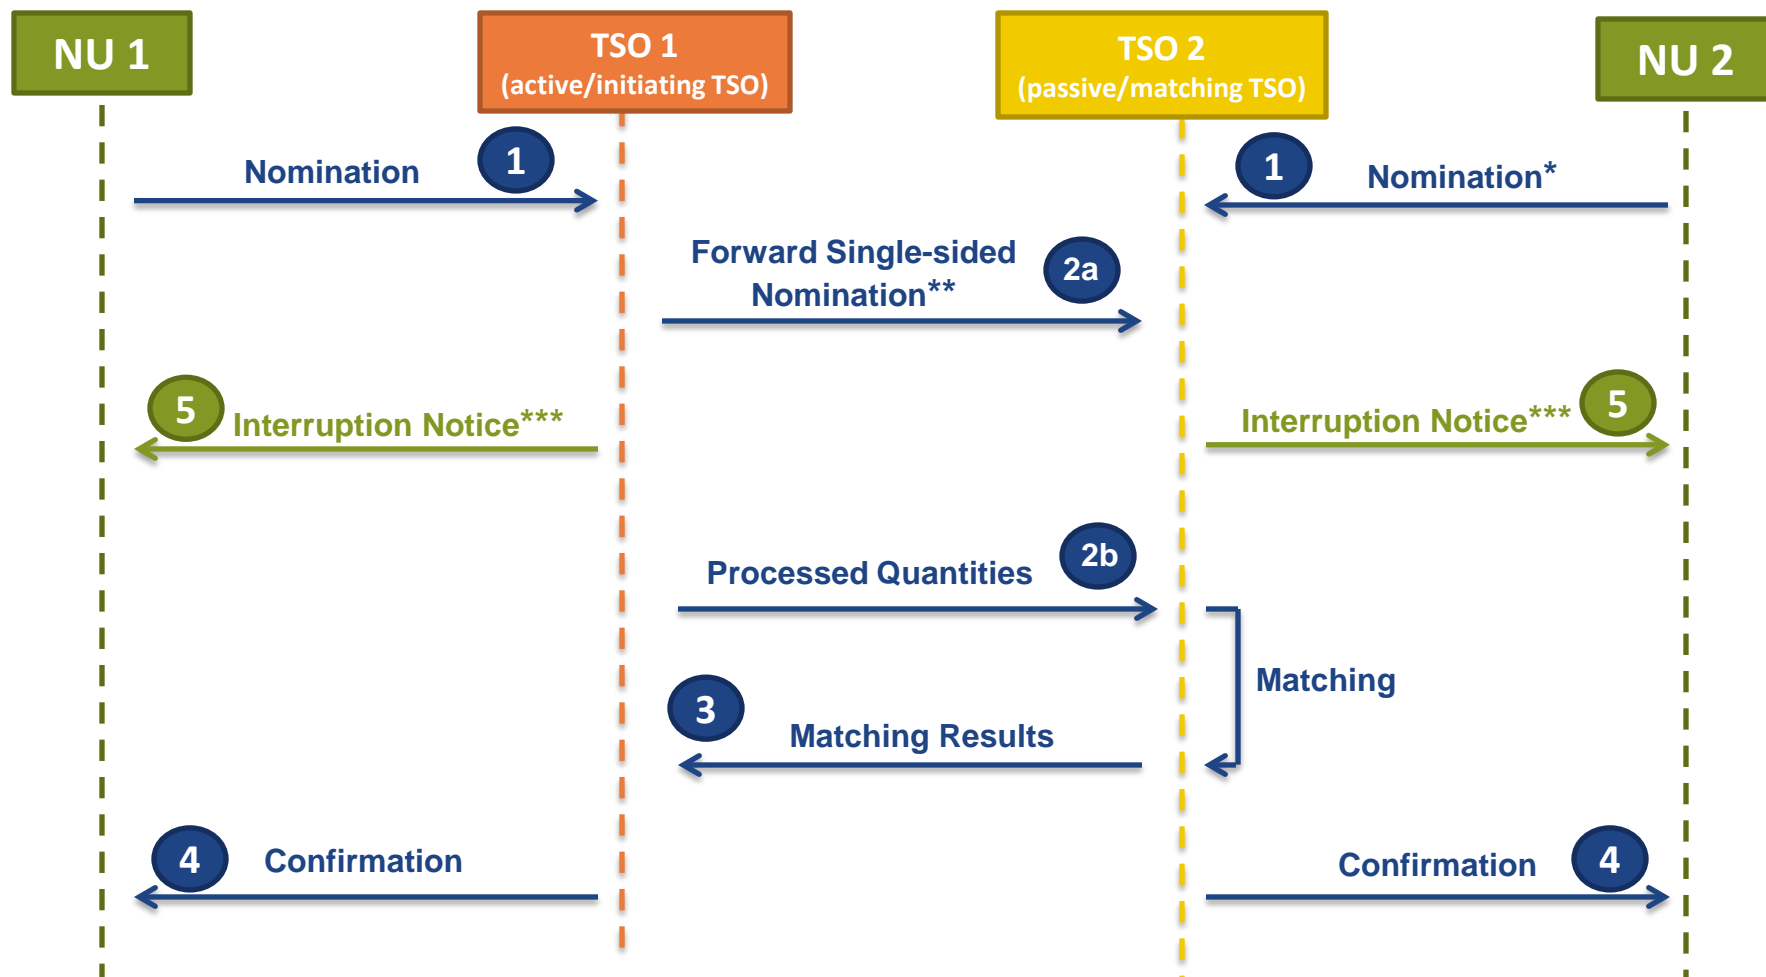 NU 1
TSO 1
(active/initiating TSO)
TSO 2
(passive/matching TSO)
NU 2
Nomination
1
1
Nomination*
Forward Single-sided
Nomination**
2a
5
Interruption Notice***
Interruption Notice***
5
Processed Quantities
2b
Matching
3
Matching Results
4
Confirmation
Confirmation
4